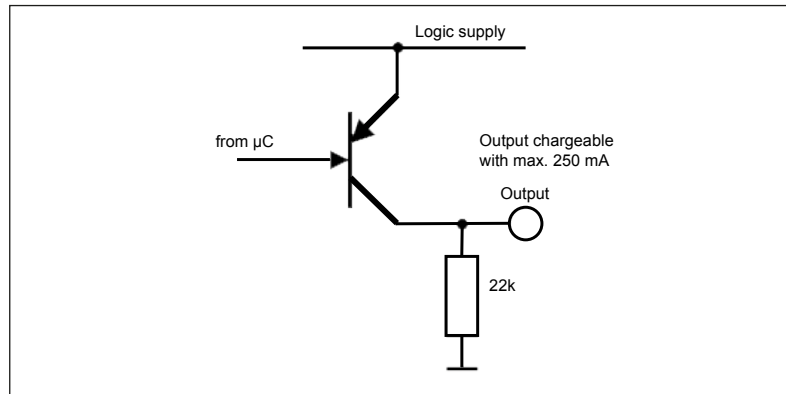 Logic supply
from µC
Output chargeable
with max. 250 mA
Output
22k